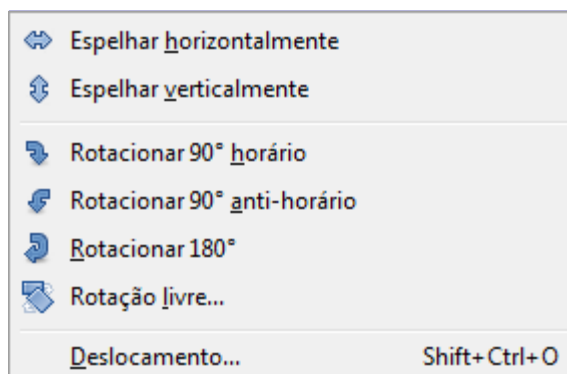 Espelhar horizontalmente
Espelhar verticalmente
Rotacionar 90° horário
Rotacionar 90° anti-horário
Rotacionar 180°
Rotação livre...
Deslocamento... Shift+Ctrl+O